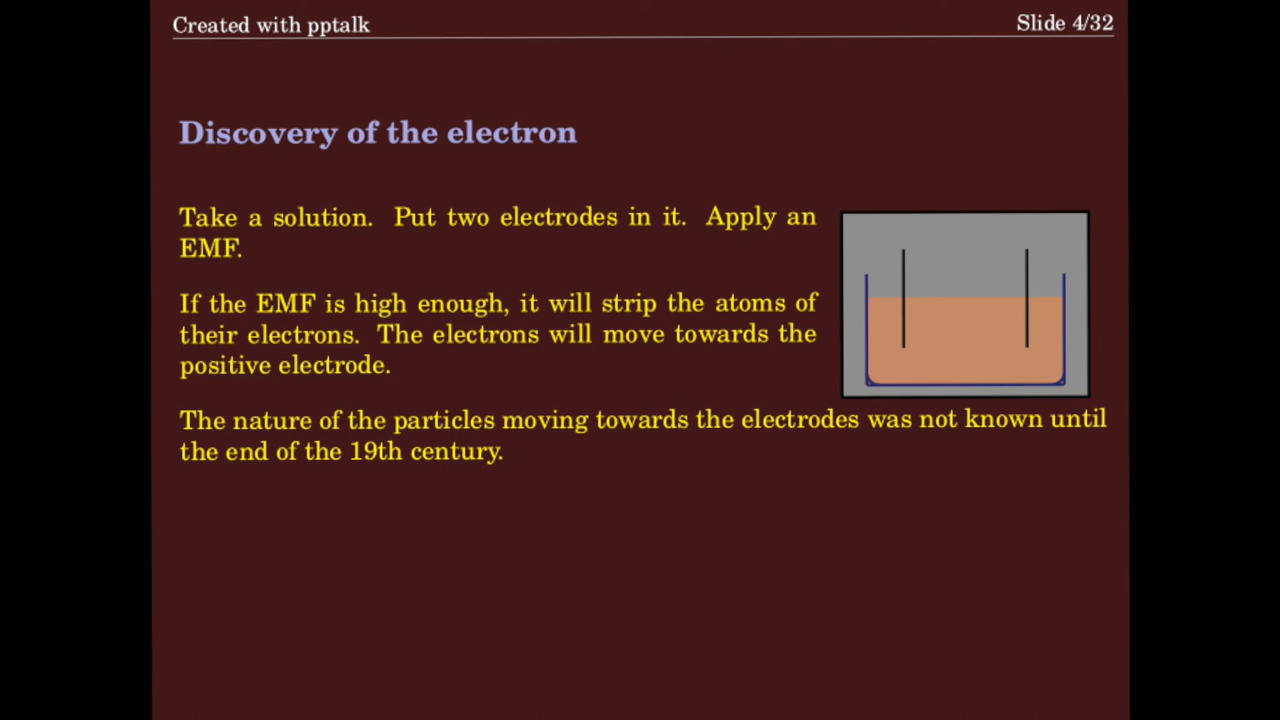 Created with pptalk
Slide 4/32
Discovery of the electron
Take a solution. Put two electrodes in it. Apply an
EMF.
If the EMF is high enough, it will strip the atoms of
their electrons. The electrons will move towards the
positive electrode.
The nature of the particles moving towards the electrodes was not known until
the end of the 19th century.